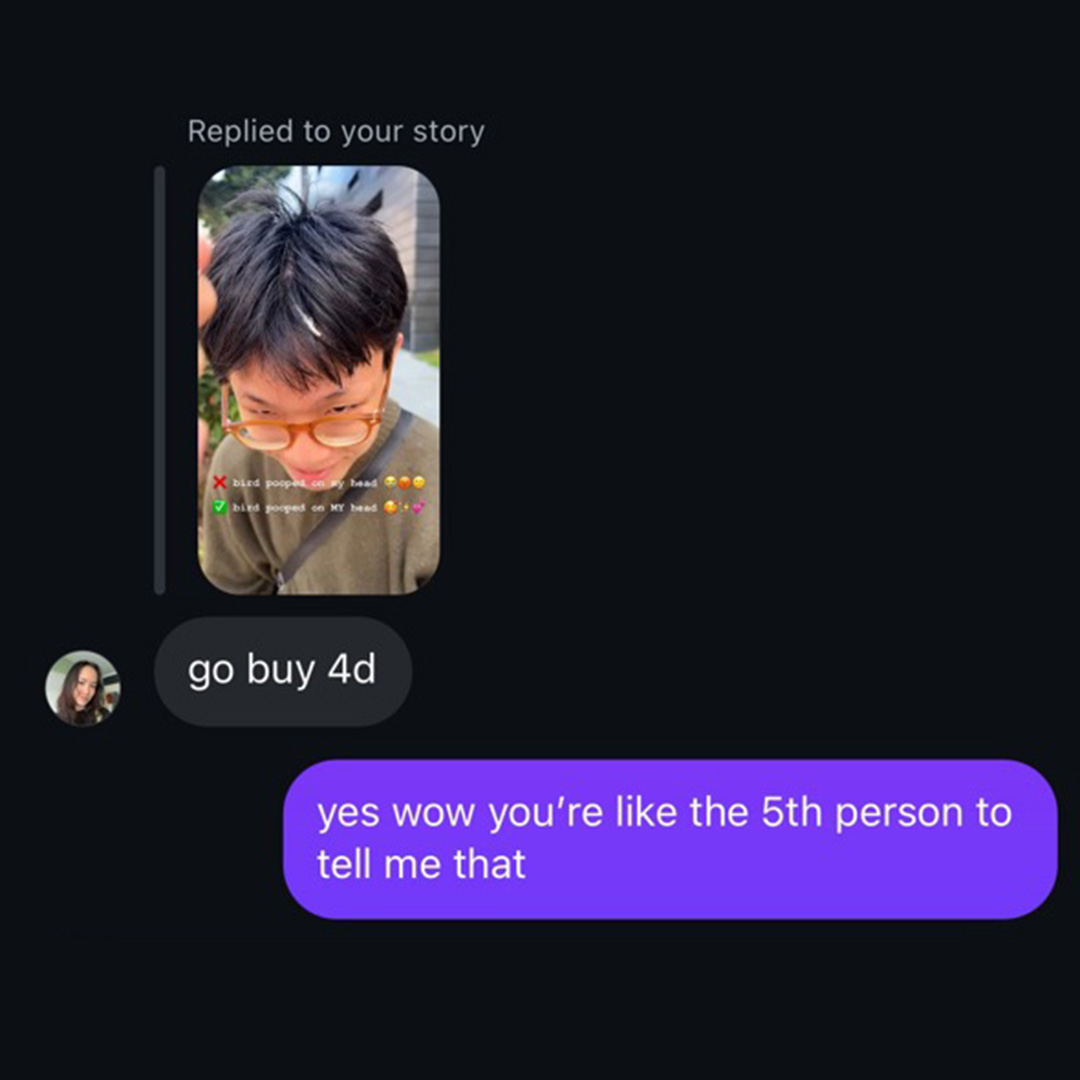 Replied to your story
❌ bird pooped on my head
✅ bird pooped on MY head
go buy 4d
yes wow you’re like the 5th person to
tell me that